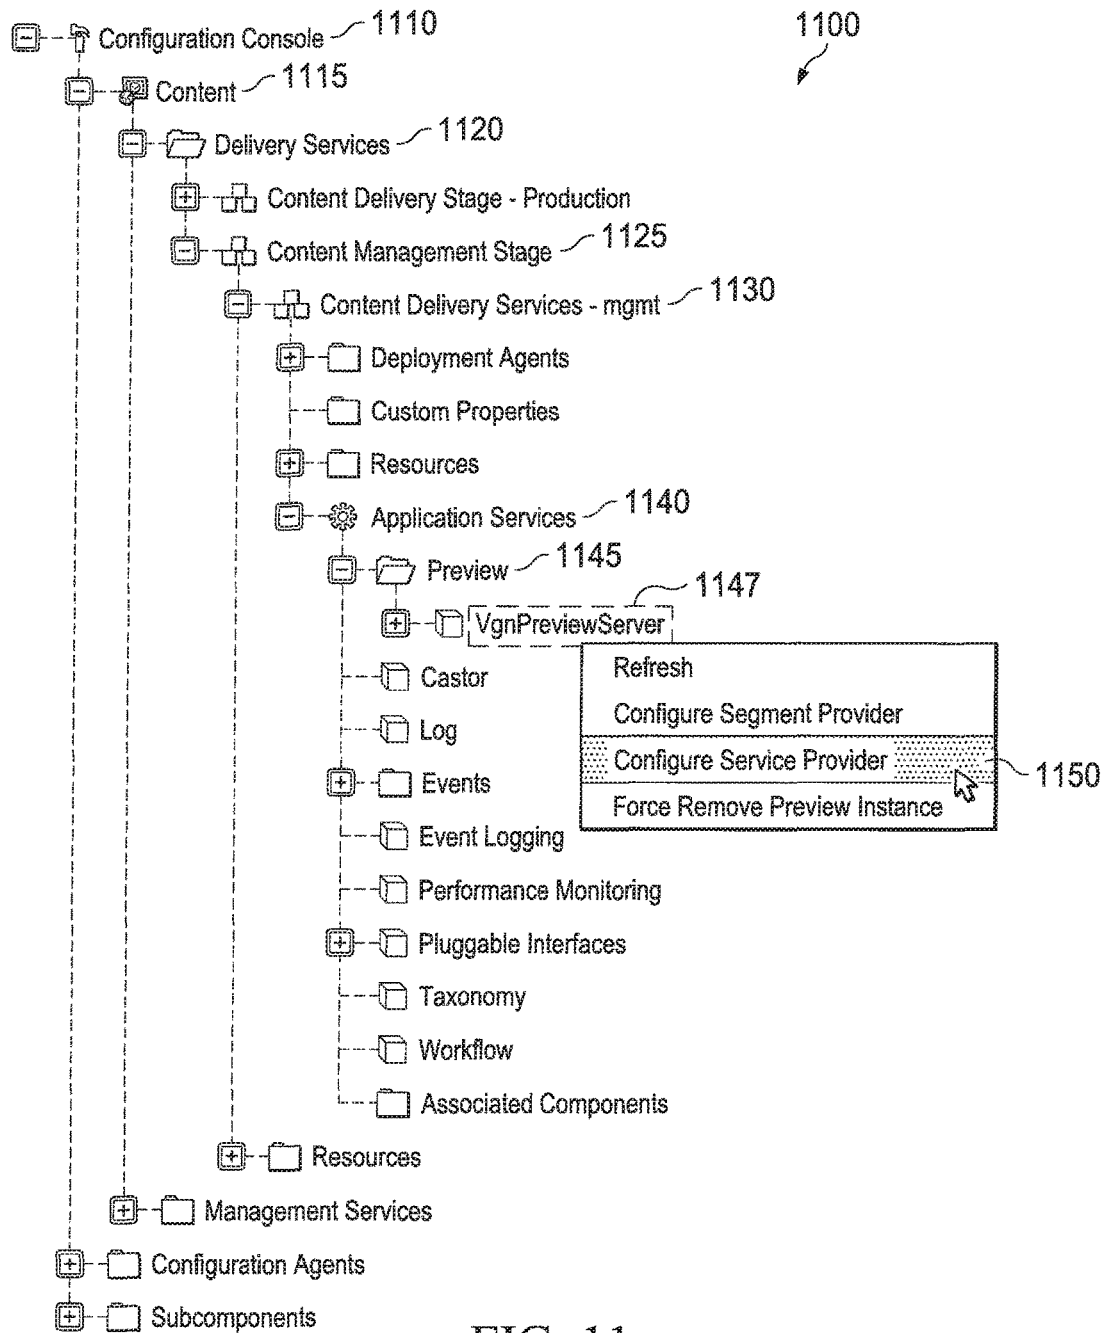 Configuration Console 1110
1100
Content 1115
Delivery Services 1120
Content Delivery Stage - Production
Content Management Stage 1125
Content Delivery Services - mgmt 1130
Deployment Agents
Custom Properties
Resources
Application Services 1140
Preview 1145
1147
VgnPreviewServer
Refresh
Castor
Configure Segment Provider
Log
Configure Service Provider 1150
Events
Force Remove Preview Instance
Event Logging
Performance Monitoring
Pluggable Interfaces
Taxonomy
Workflow
Associated Components
Resources
Management Services
Configuration Agents
Subcomponents
FIG. 11